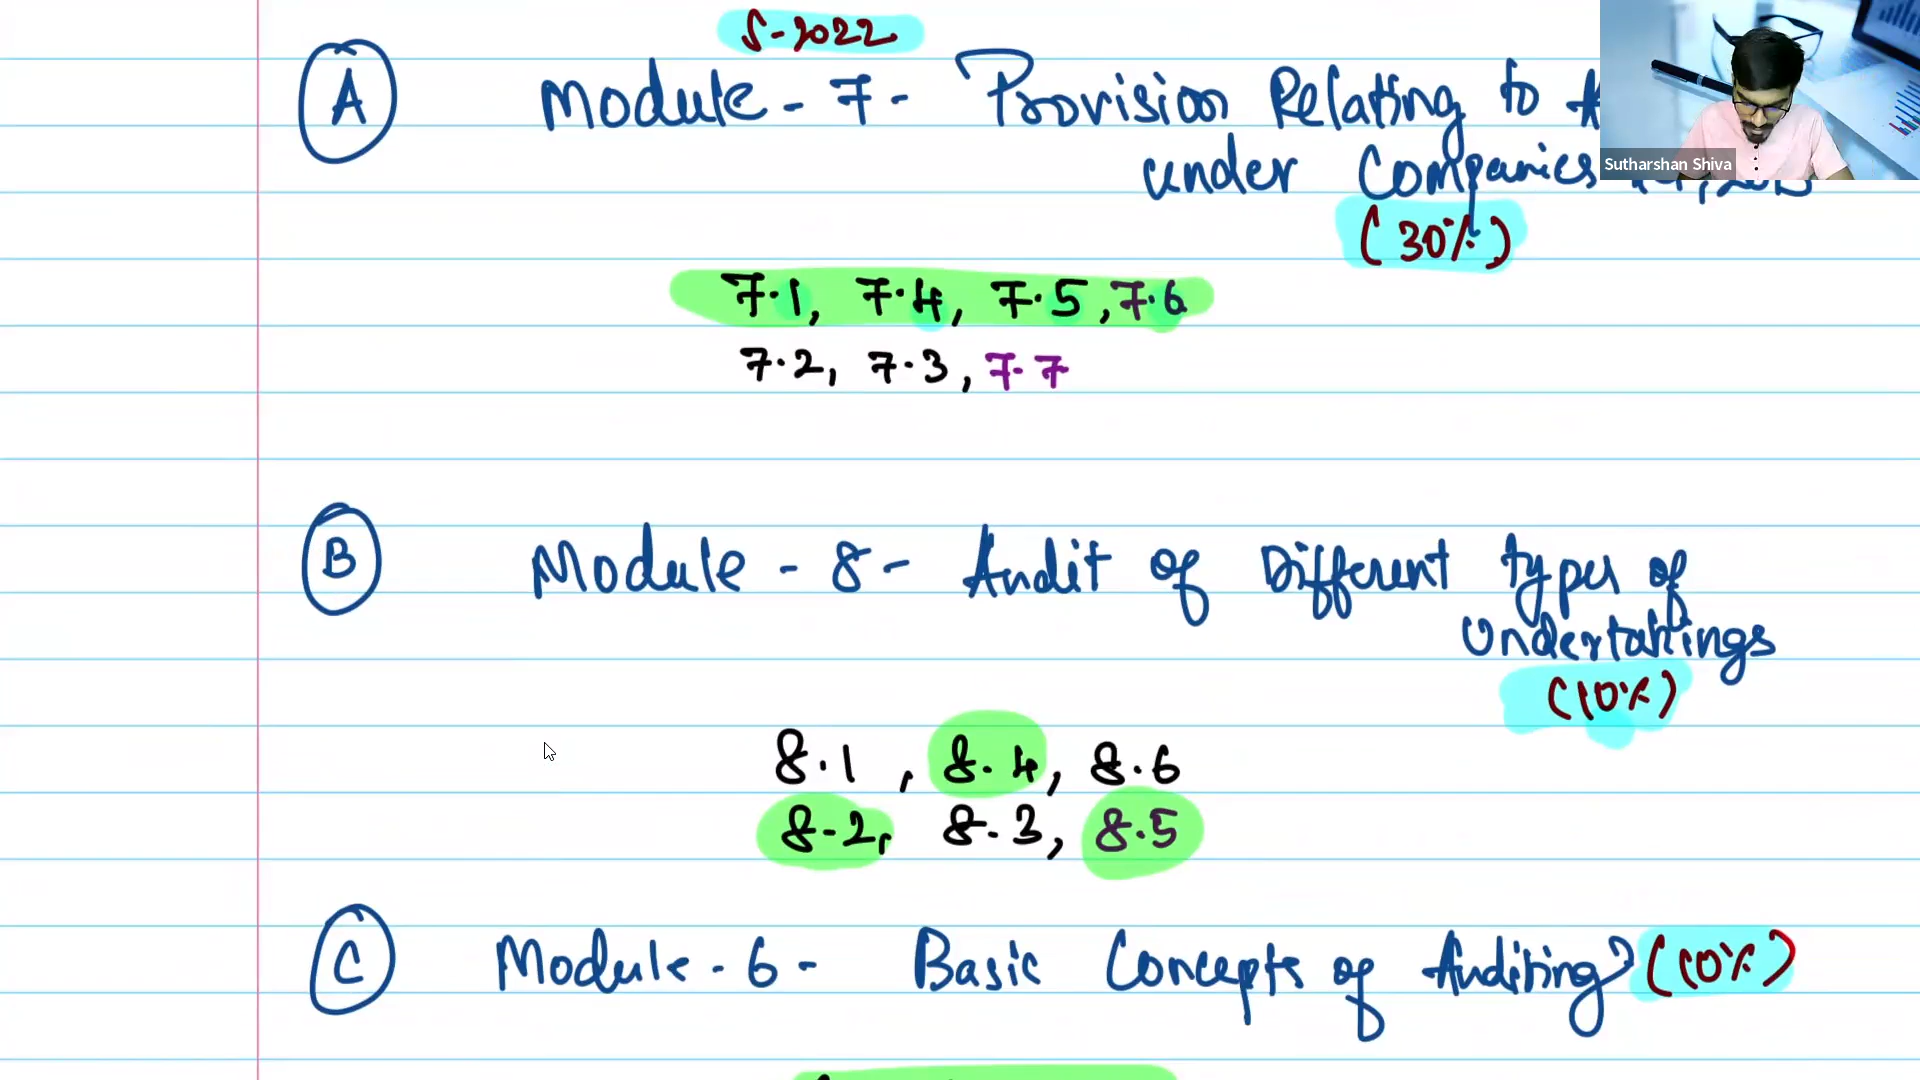 S-2022
A Module - 7 - Provision Relating to
under Companies
(30%)
7.1, 7.4, 7.5, 7.6
7.2, 7.3, 7.7
B Module - 8 - Audit of Different types of
Undertakings
(10%)
8.1, 8.4, 8.6
8.2, 8.3, 8.5
C Module - 6 - Basic Concepts of Auditing (10%)
Sutharshan Shiva